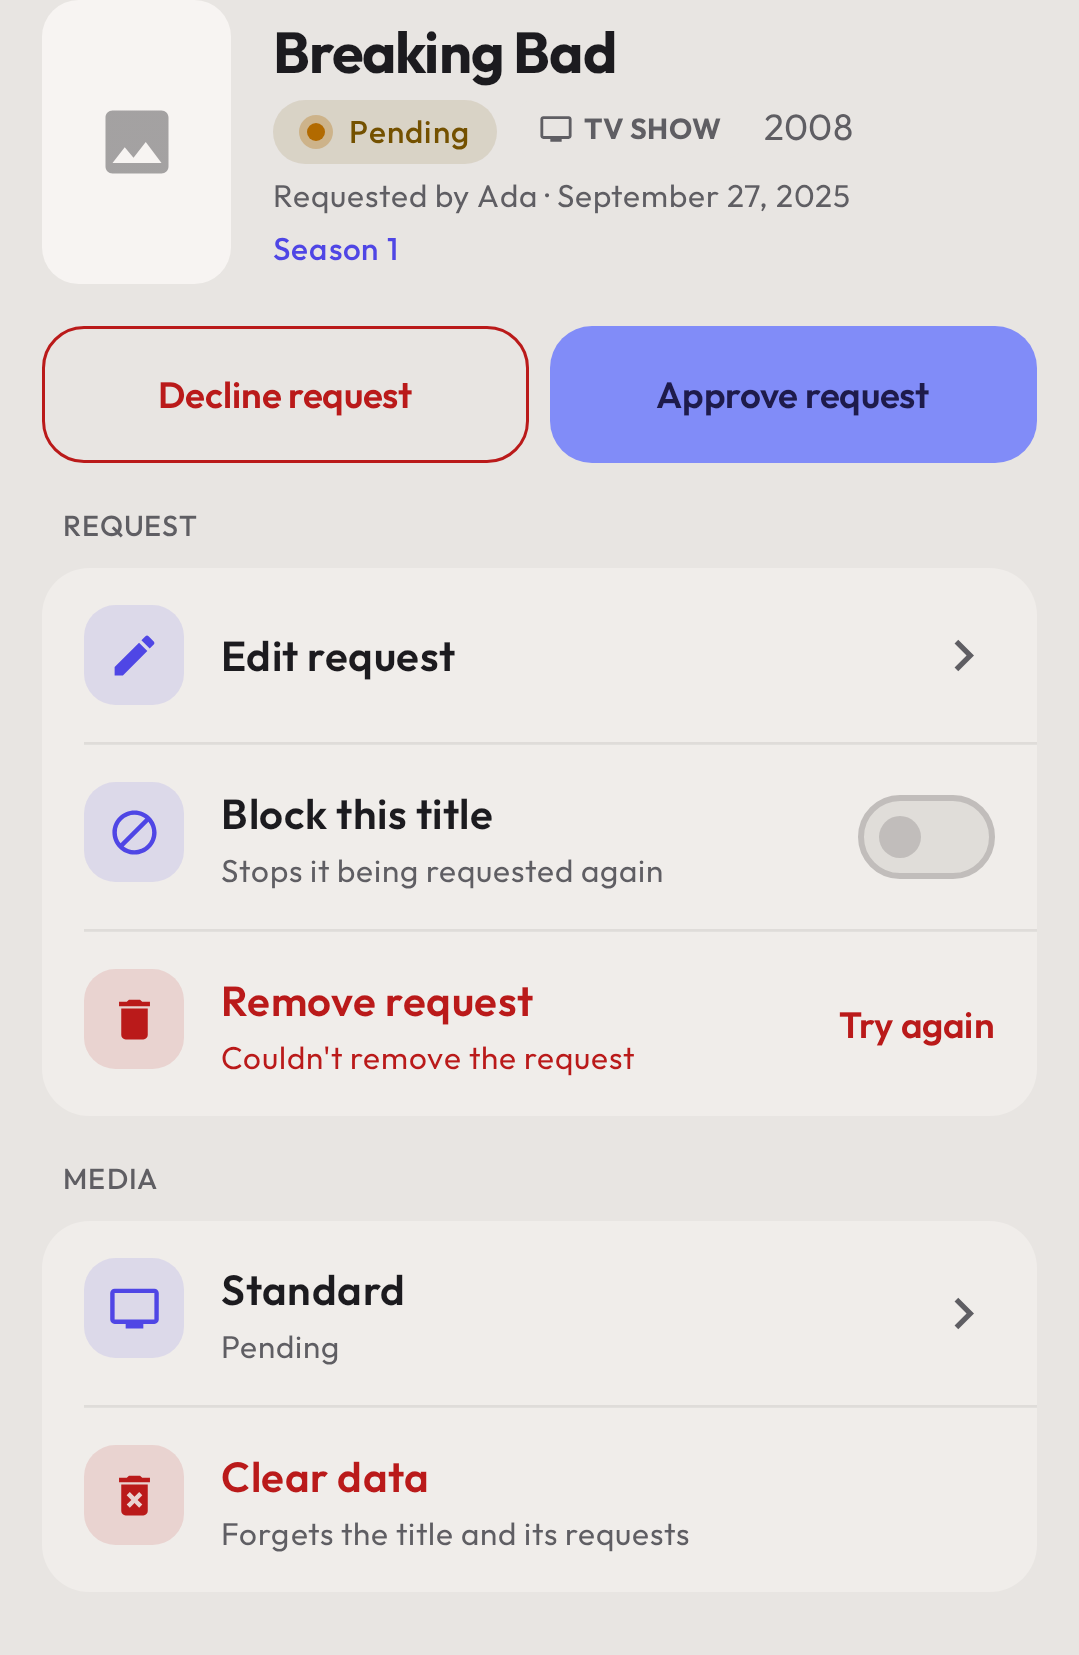 Breaking Bad
Pending TV SHOW 2008
Requested by Ada · September 27, 2025
Season 1
Decline request Approve request
REQUEST
Edit request
Block this title
Stops it being requested again
Remove request
Couldn't remove the request
Try again
MEDIA
Standard
Pending
Clear data
Forgets the title and its requests